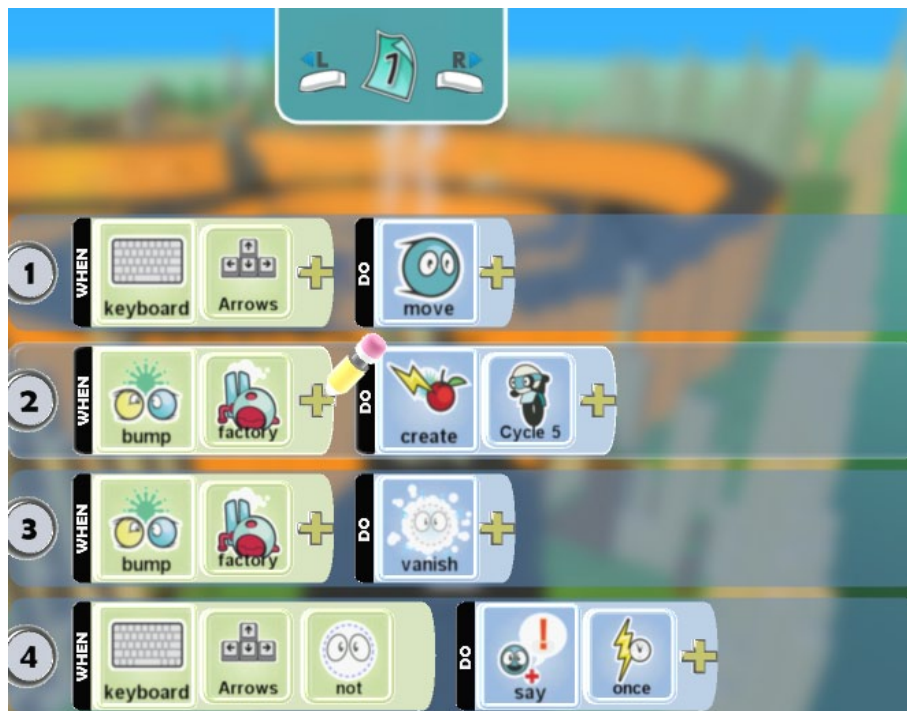 L 1 R
1 WHEN keyboard Arrows + DO move +
2 WHEN bump factory + DO create Cycle 5 +
3 WHEN bump factory + DO vanish +
4 WHEN keyboard Arrows not DO say once +